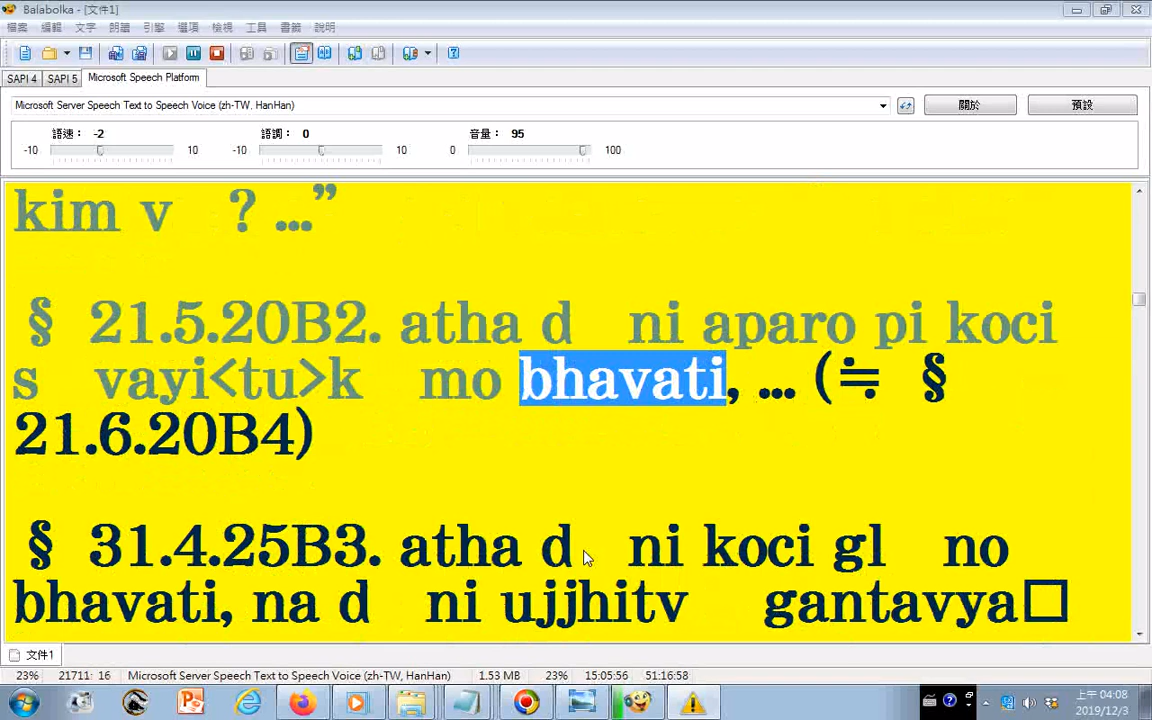 Balabolka - [文件1]
檔案 編輯 文字 朗讀 引擎 選項 檢視 工具 書籤 說明
SAPI 4 SAPI 5 Microsoft Speech Platform
Microsoft Server Speech Text to Speech Voice (zh-TW, HanHan) 關於 預設
語速： -2 語調： 0 音量： 95
-10 10 -10 10 0 100
kim v ? ...”
§ 21.5.20B2. atha d ni aparo pi koci
s vayi<tu>k mo bhavati, ... (≒ §
21.6.20B4)
§ 31.4.25B3. atha d ni koci gl no
bhavati, na d ni ujjhitv gantavya□
文件1
23% 21711: 16 Microsoft Server Speech Text to Speech Voice (zh-TW, HanHan) 1.53 MB 23% 15:05:56 51:16:58
上午 04:08
2019/12/3